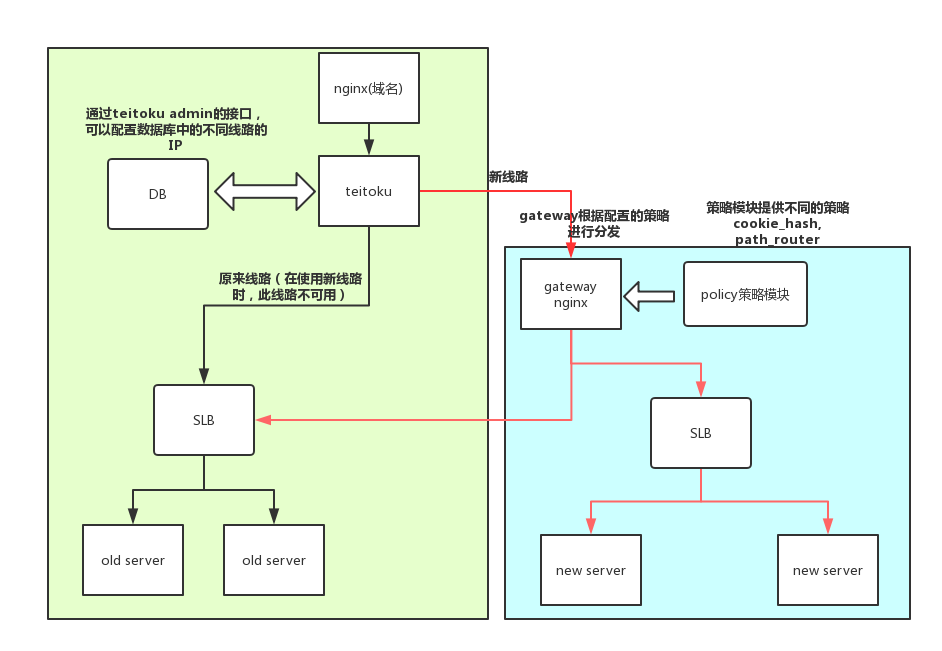 nginx(域名)
通过teitoku admin的接口，
可以配置数据库中的不同线路的
IP
DB
teitoku
新线路
gateway根据配置的策略
进行分发
策略模块提供不同的策略
cookie_hash,
path_router
原来线路（在使用新线路
时，此线路不可用）
gateway
nginx
policy策略模块
SLB
SLB
old server
old server
new server
new server